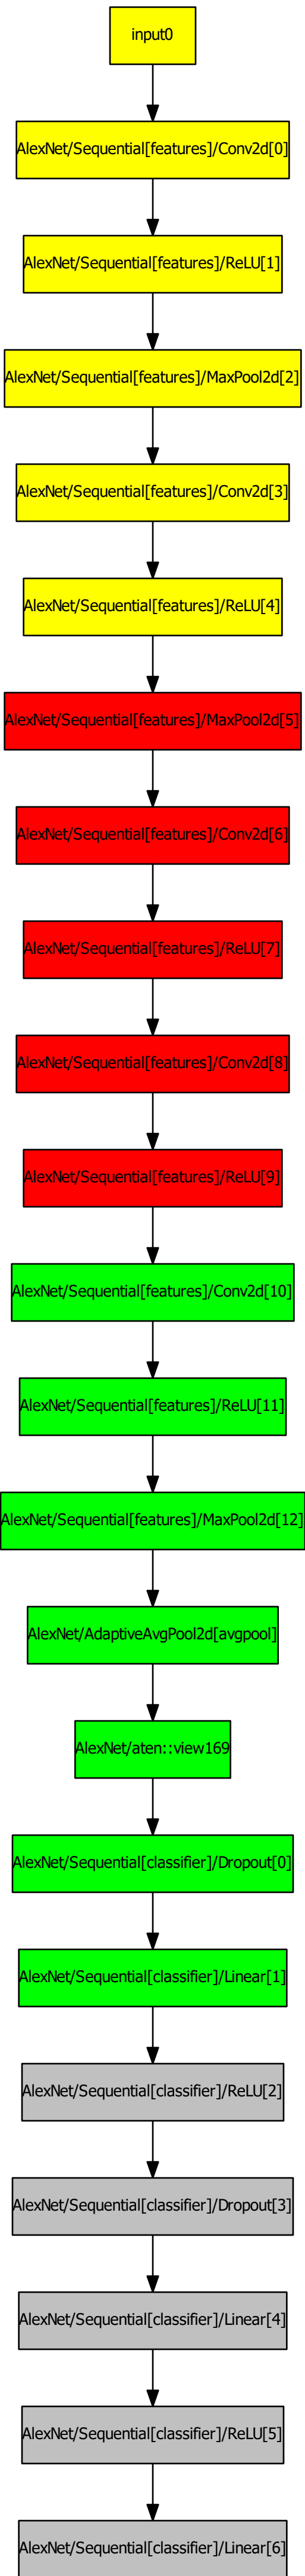 input0
AlexNet/Sequential[features]/Conv2d[0]
AlexNet/Sequential[features]/ReLU[1]
AlexNet/Sequential[features]/MaxPool2d[2]
AlexNet/Sequential[features]/Conv2d[3]
AlexNet/Sequential[features]/ReLU[4]
AlexNet/Sequential[features]/MaxPool2d[5]
AlexNet/Sequential[features]/Conv2d[6]
AlexNet/Sequential[features]/ReLU[7]
AlexNet/Sequential[features]/Conv2d[8]
AlexNet/Sequential[features]/ReLU[9]
AlexNet/Sequential[features]/Conv2d[10]
AlexNet/Sequential[features]/ReLU[11]
AlexNet/Sequential[features]/MaxPool2d[12]
AlexNet/AdaptiveAvgPool2d[avgpool]
AlexNet/aten::view169
AlexNet/Sequential[classifier]/Dropout[0]
AlexNet/Sequential[classifier]/Linear[1]
AlexNet/Sequential[classifier]/ReLU[2]
AlexNet/Sequential[classifier]/Dropout[3]
AlexNet/Sequential[classifier]/Linear[4]
AlexNet/Sequential[classifier]/ReLU[5]
AlexNet/Sequential[classifier]/Linear[6]